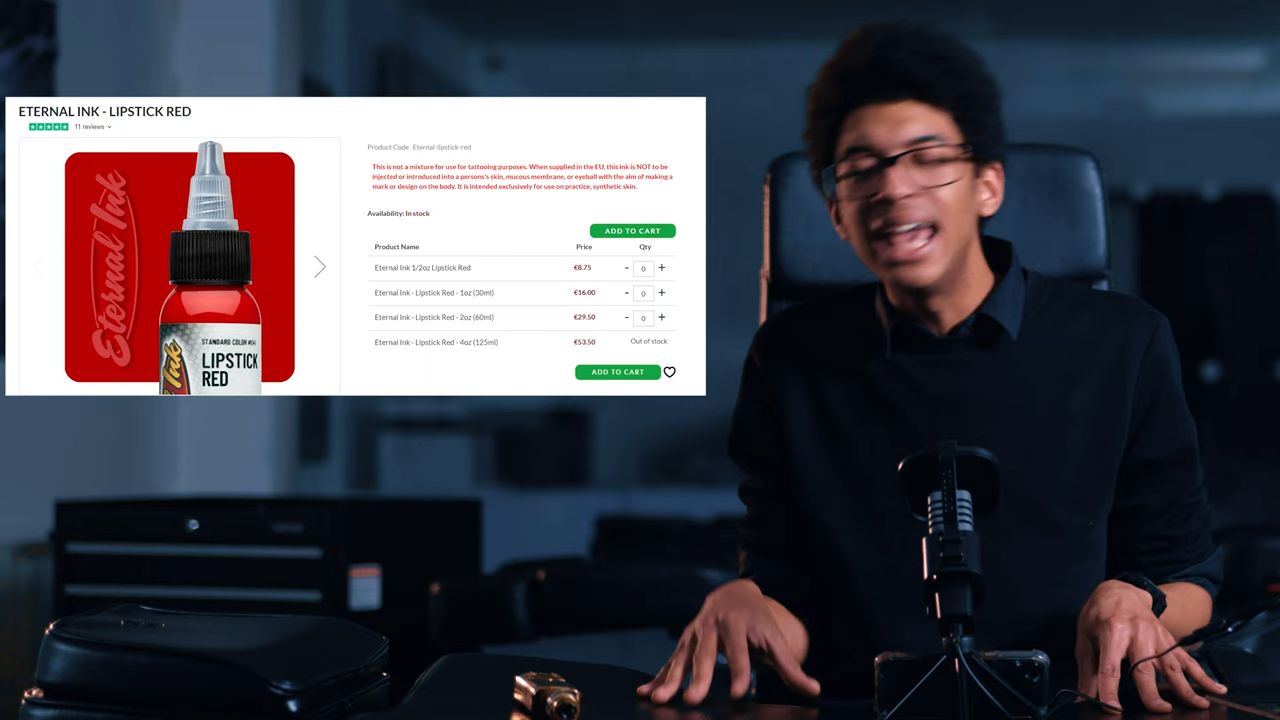 ETERNAL INK - LIPSTICK RED
11 reviews
Product Code Eternal-lipstick-red
This is not a mixture for use for tattooing purposes. When supplied in the EU, this ink is NOT to be
injected or introduced into a persons's skin, mucous membrane, or eyeball with the aim of making a
mark or design on the body. It is intended exclusively for use on practice, synthetic skin.
Availability: In stock
ADD TO CART
Product Name Price Qty
Eternal Ink 1/2oz Lipstick Red €8.75 - 0 +
Eternal Ink - Lipstick Red - 1oz (30ml) €16.00 - 0 +
Eternal Ink - Lipstick Red - 2oz (60ml) €29.50 - 0 +
Eternal Ink - Lipstick Red - 4oz (125ml) €53.50 Out of stock
ADD TO CART
Eternal Ink
Ink
STANDARD COLOR #64
LIPSTICK
RED